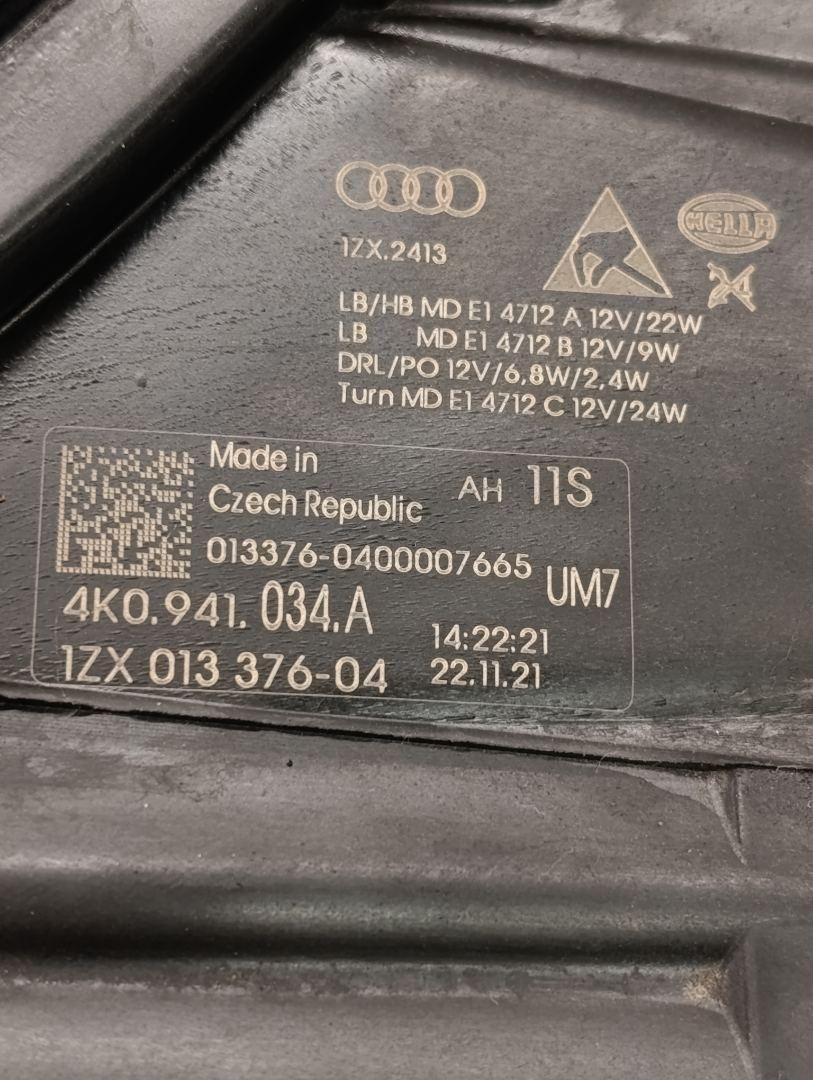 HELLA
1ZX.2413
24
LB/HB MD E1 4712 A 12V/22W
LB MD E1 4712 B 12V/9W
DRL/PO 12V/6,8W/2,4W
Turn MD E1 4712 C 12V/24W
Made in
Czech Republic
AH 11S
013376-0400007665
UM7
4K0.941.034.A
14:22:21
1ZX 013 376-04
22.11.21